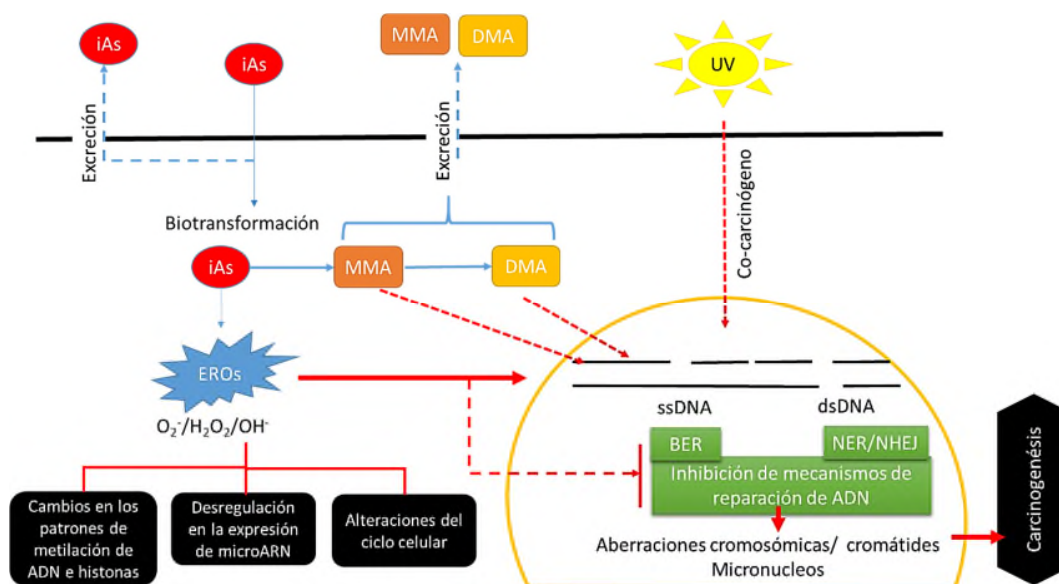 iAs
iAs
MMA
DMA
UV
Excreción
Excreción
Co-carcinógeno
Biotransformación
iAs
MMA
DMA
EROs
O₂⁻/H₂O₂/OH⁻
ssDNA
dsDNA
BER
NER/NHEJ
Inhibición de mecanismos de
reparación de ADN
Aberraciones cromosómicas/ cromátides
Micronucleos
Carcinogenésis
Cambios en los
patrones de
metilación de
ADN e histonas
Desregulación
en la expresión
de microARN
Alteraciones del
ciclo celular